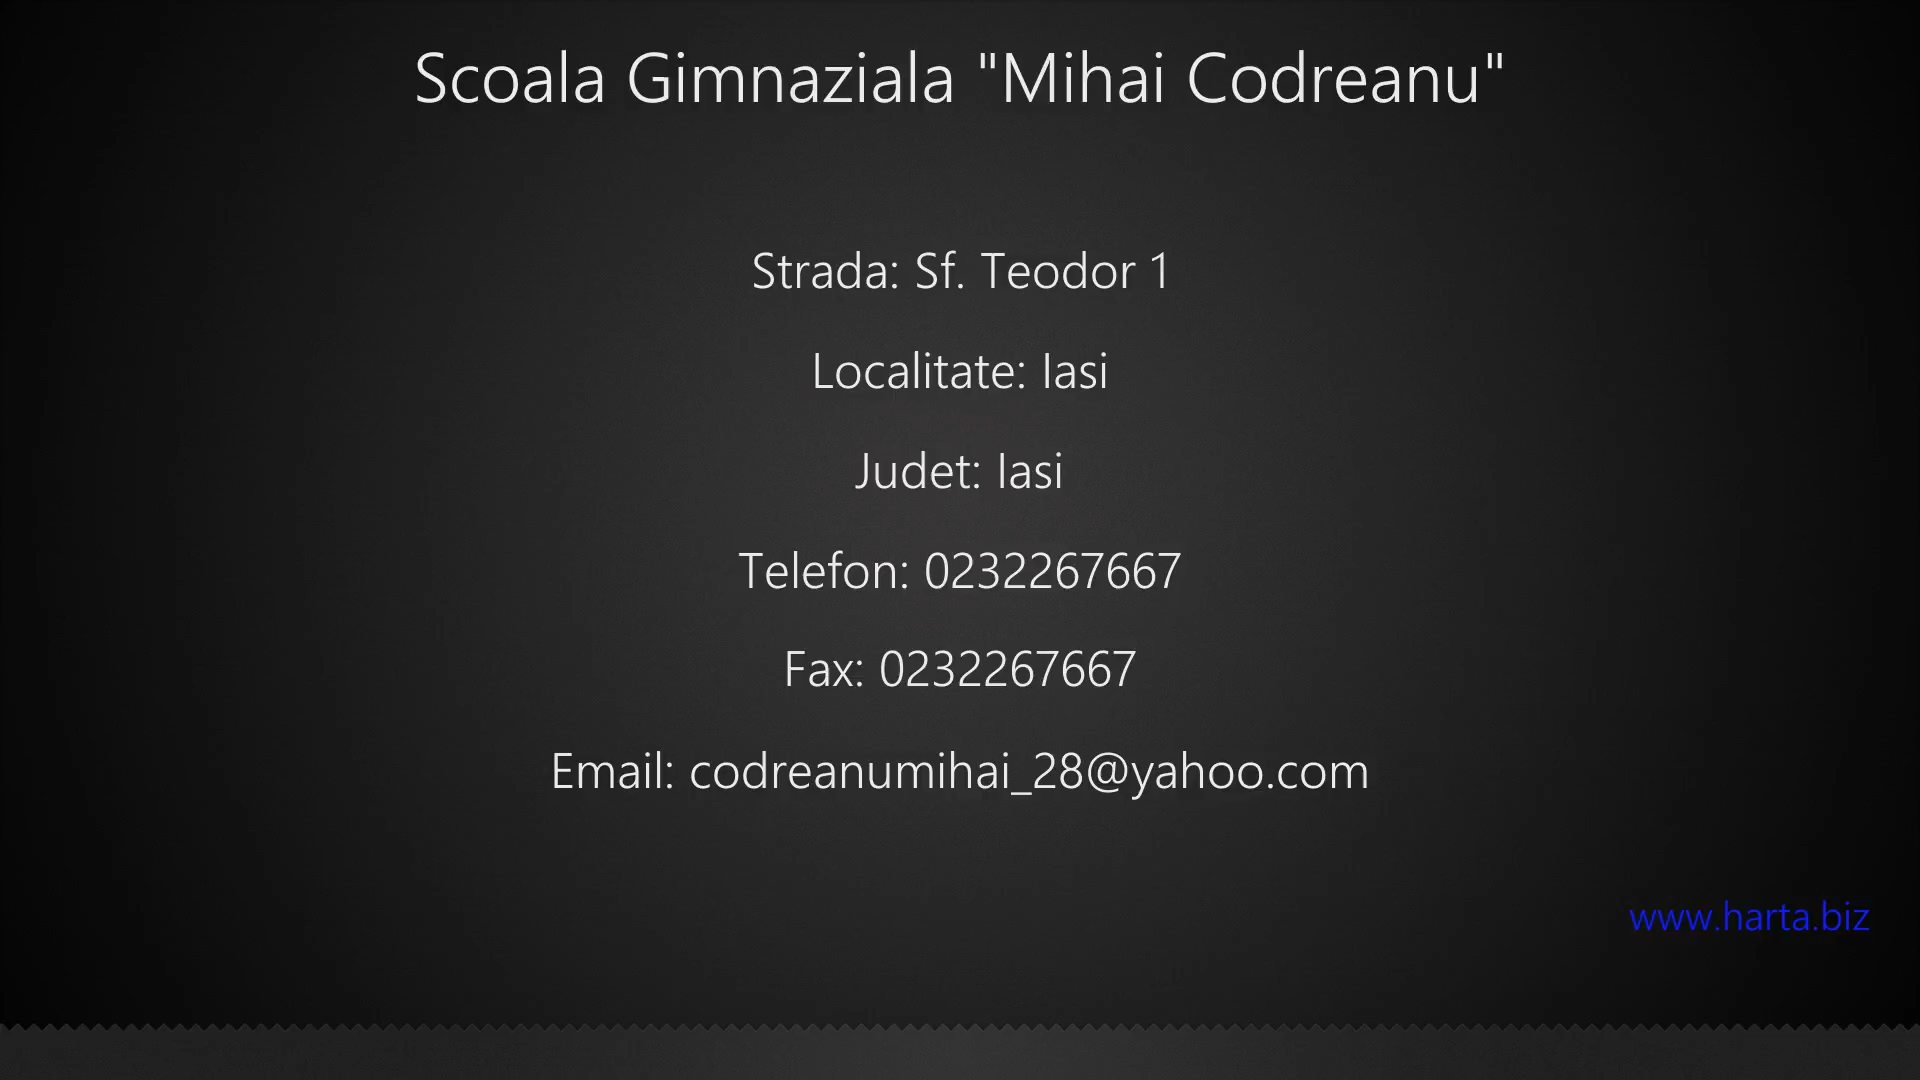 Scoala Gimnaziala "Mihai Codreanu"
Strada: Sf. Teodor 1
Localitate: Iasi
Judet: Iasi
Telefon: 0232267667
Fax: 0232267667
Email: codreanumihai_28@yahoo.com
www.harta.biz